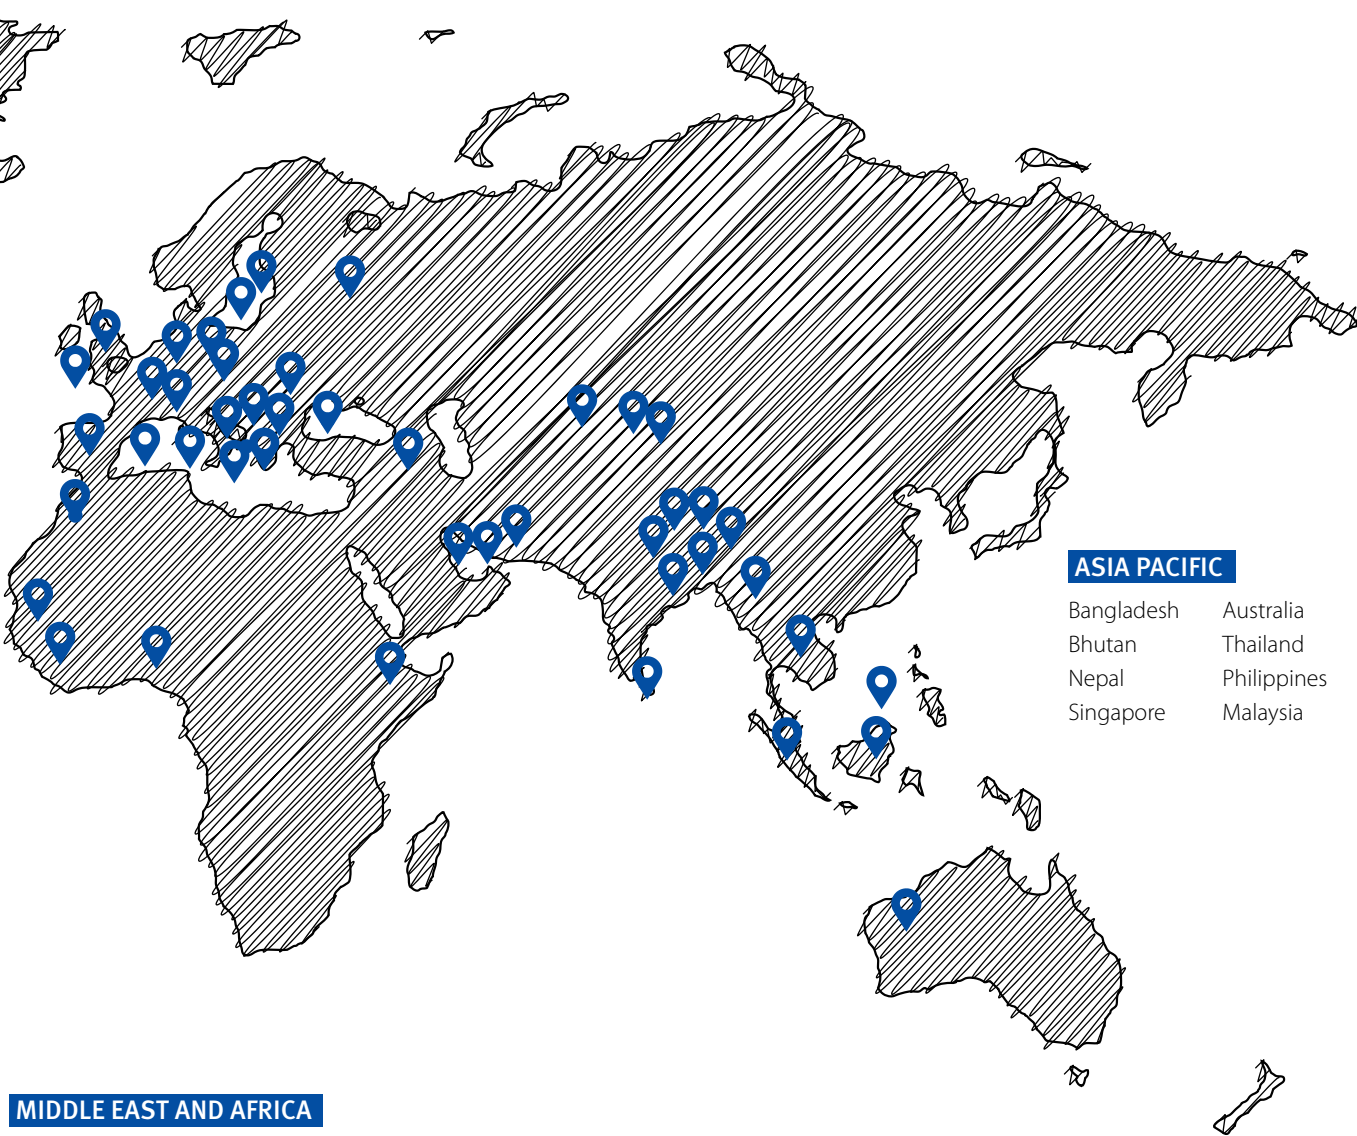 ASIA PACIFIC
Bangladesh Australia
Bhutan Thailand
Nepal Philippines
Singapore Malaysia
MIDDLE EAST AND AFRICA